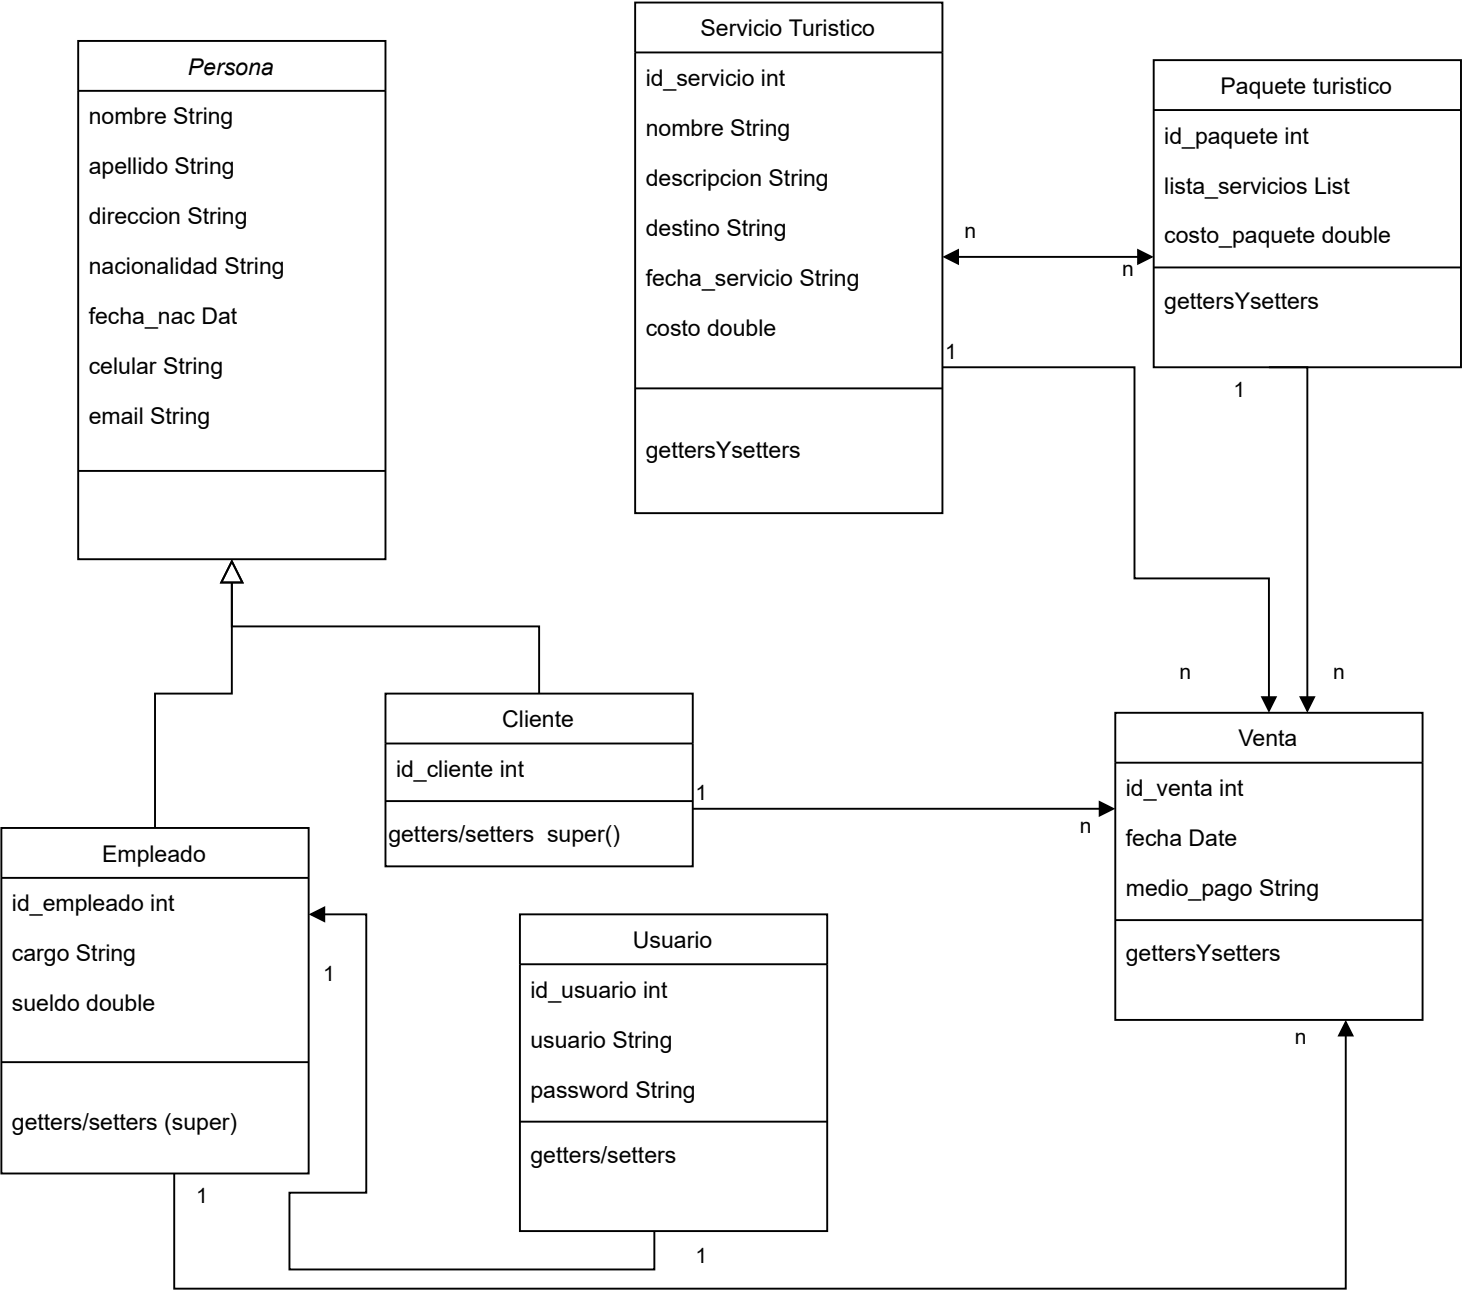 Persona
nombre String
apellido String
direccion String
nacionalidad String
fecha_nac Dat
celular String
email String
Servicio Turistico
id_servicio int
nombre String
descripcion String
destino String
fecha_servicio String
costo double
gettersYsetters
Paquete turistico
id_paquete int
lista_servicios List
costo_paquete double
gettersYsetters
n
n
1
1
n
n
Cliente
id_cliente int
getters/setters  super()
1
n
Venta
id_venta int
fecha Date
medio_pago String
gettersYsetters
n
Empleado
id_empleado int
cargo String
sueldo double
getters/setters (super)
1
1
Usuario
id_usuario int
usuario String
password String
getters/setters
1